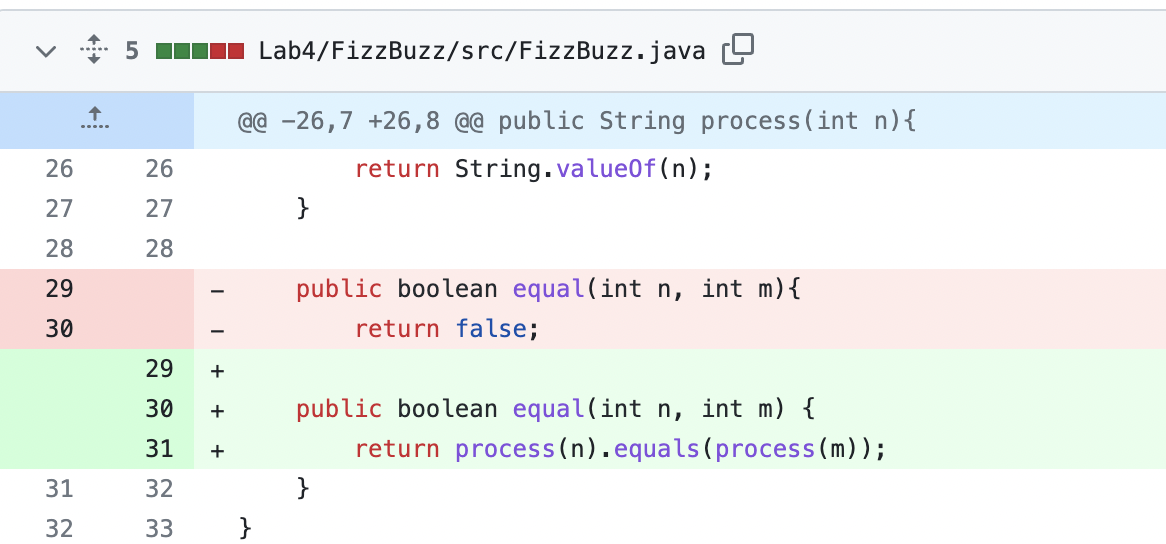 5 Lab4/FizzBuzz/src/FizzBuzz.java
@@ -26,7 +26,8 @@ public String process(int n){
26 26 return String.valueOf(n);
27 27 }
28 28
29 - public boolean equal(int n, int m){
30 - return false;
29 +
30 + public boolean equal(int n, int m) {
31 + return process(n).equals(process(m));
31 32 }
32 33 }